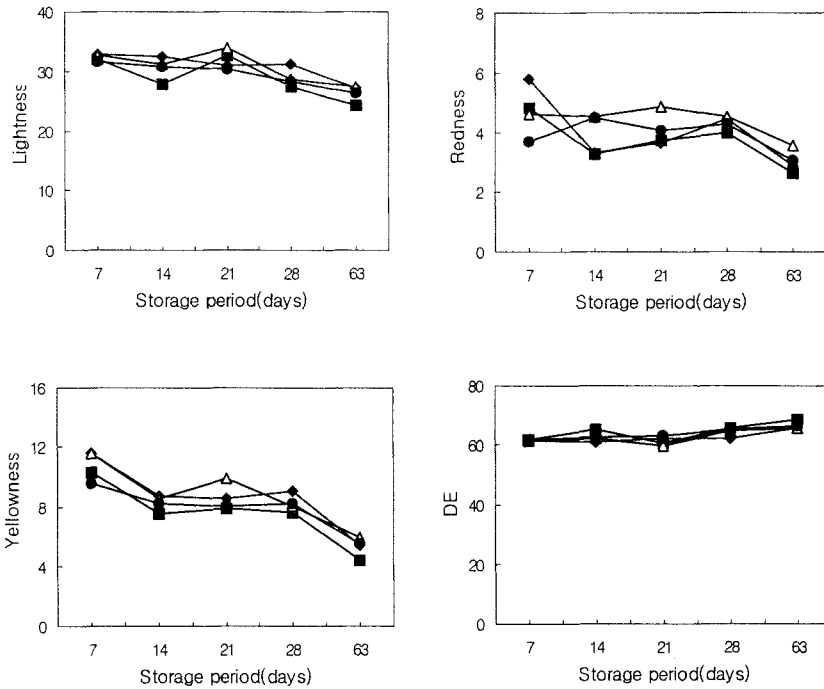 40
30
20
10
0
Lightness
7 14 21 28 63
Storage period(days)
8
6
4
2
0
Redness
7 14 21 28 63
Storage period(days)
16
12
8
4
0
Yellowness
7 14 21 28 63
Storage period(days)
80
60
40
20
0
DE
7 14 21 28 63
Storage period(days)